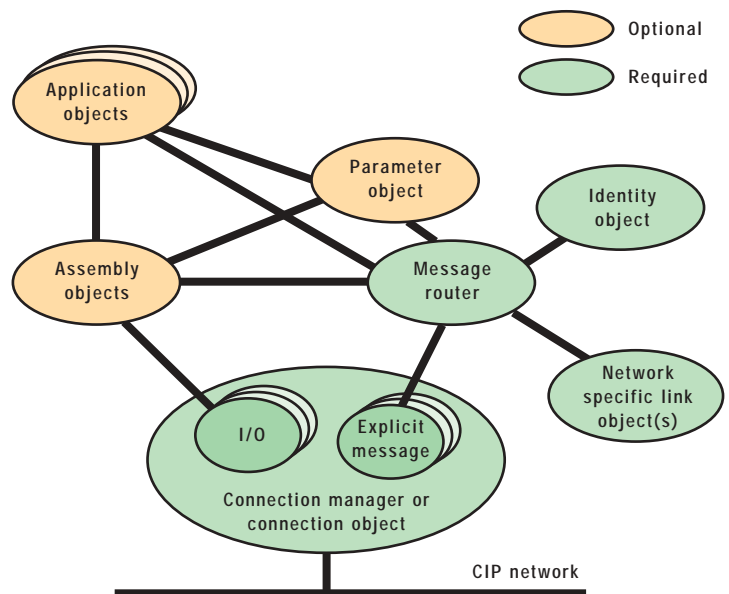 Optional
Required
Application
objects
Parameter
object
Identity
object
Assembly
objects
Message
router
Network
specific link
object(s)
I/O
Explicit
message
Connection manager or
connection object
CIP network